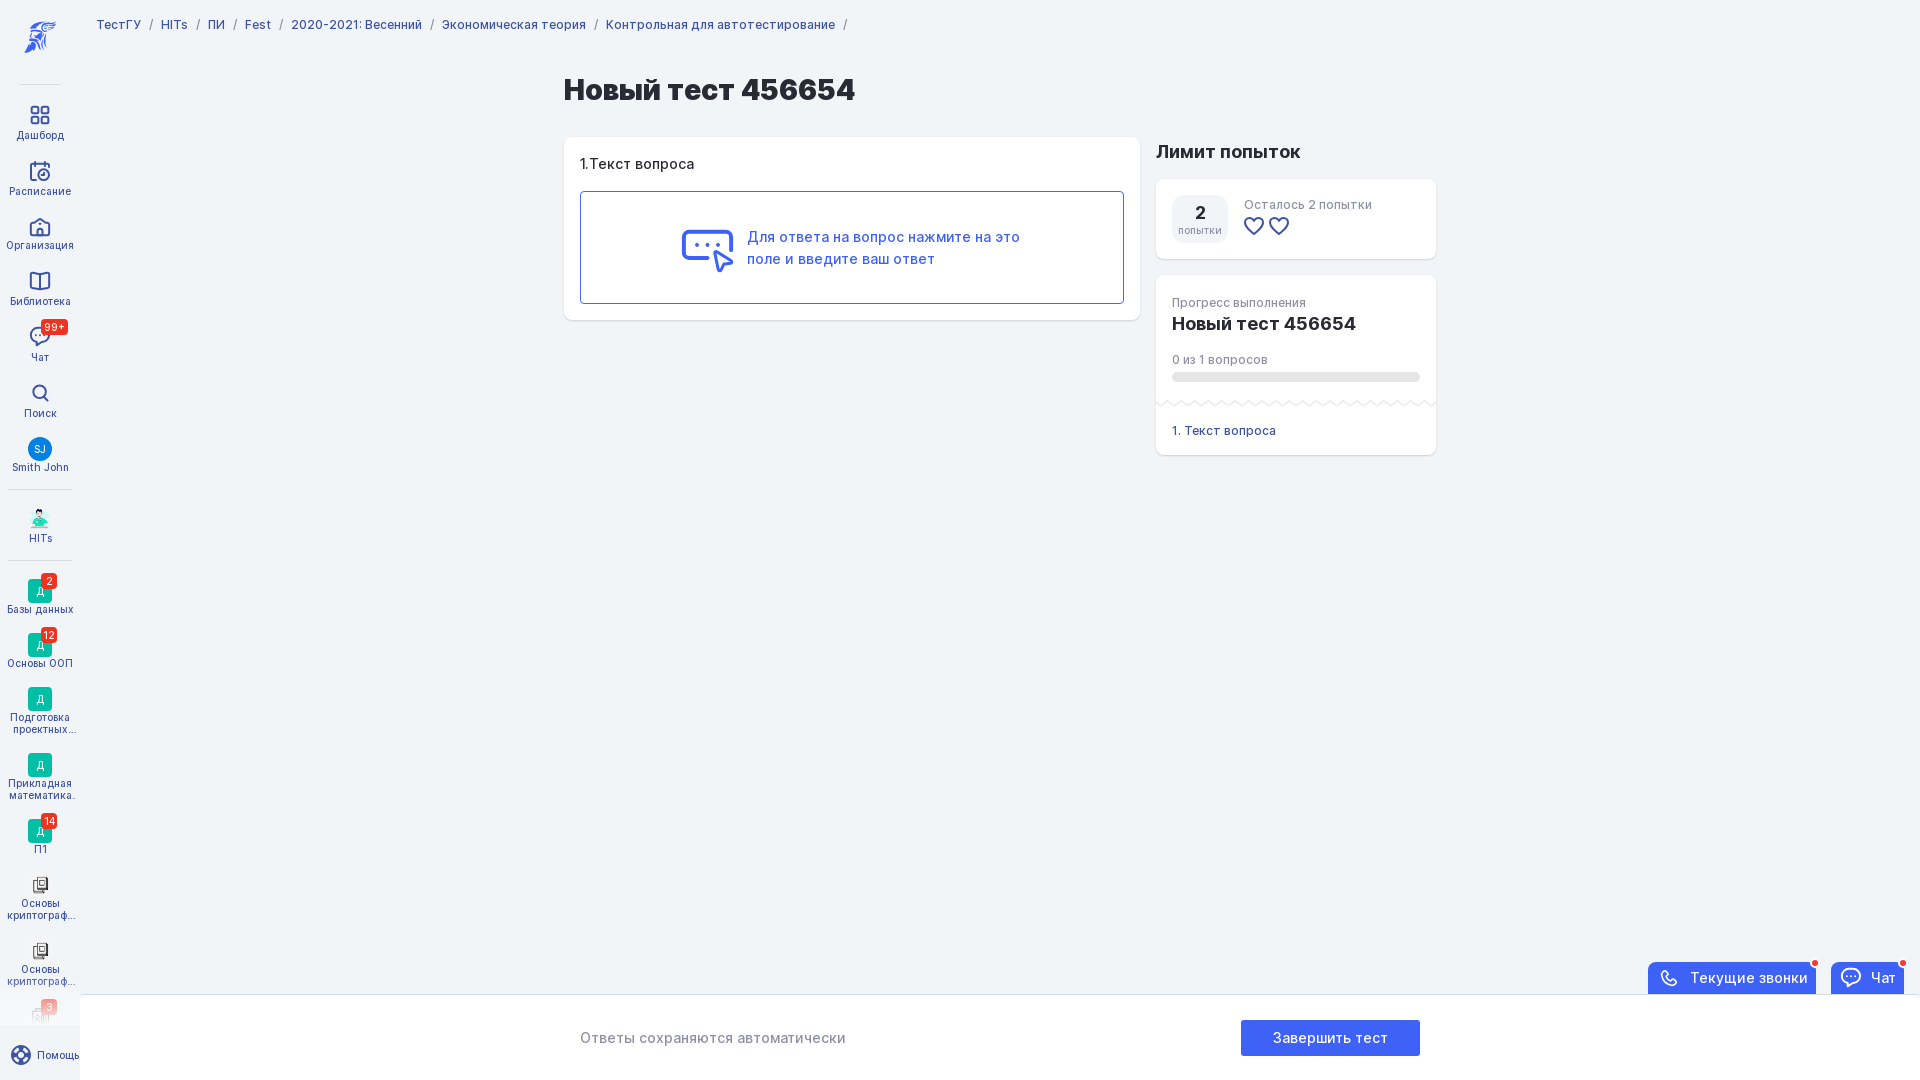 ТестГУ / HITs / ПИ / Fest / 2020-2021: Весенний / Экономическая теория / Контрольная для автотестирование /
Новый тест 456654
1.Текст вопроса
Для ответа на вопрос нажмите на это
поле и введите ваш ответ
Лимит попыток
2
попытки
Осталось 2 попытки
Прогресс выполнения
Новый тест 456654
0 из 1 вопросов
1. Текст вопроса
Дашборд
Расписание
Организация
Библиотека
99+
Чат
Поиск
SJ
Smith John
HITs
2
Д
Базы данных
12
Д
Основы ООП
Д
Подготовка
проектных...
Д
Прикладная
математика.
14
Д
П1
Основы
криптограф...
Основы
криптограф...
3
Помощь
Текущие звонки
Чат
Ответы сохраняются автоматически
Завершить тест